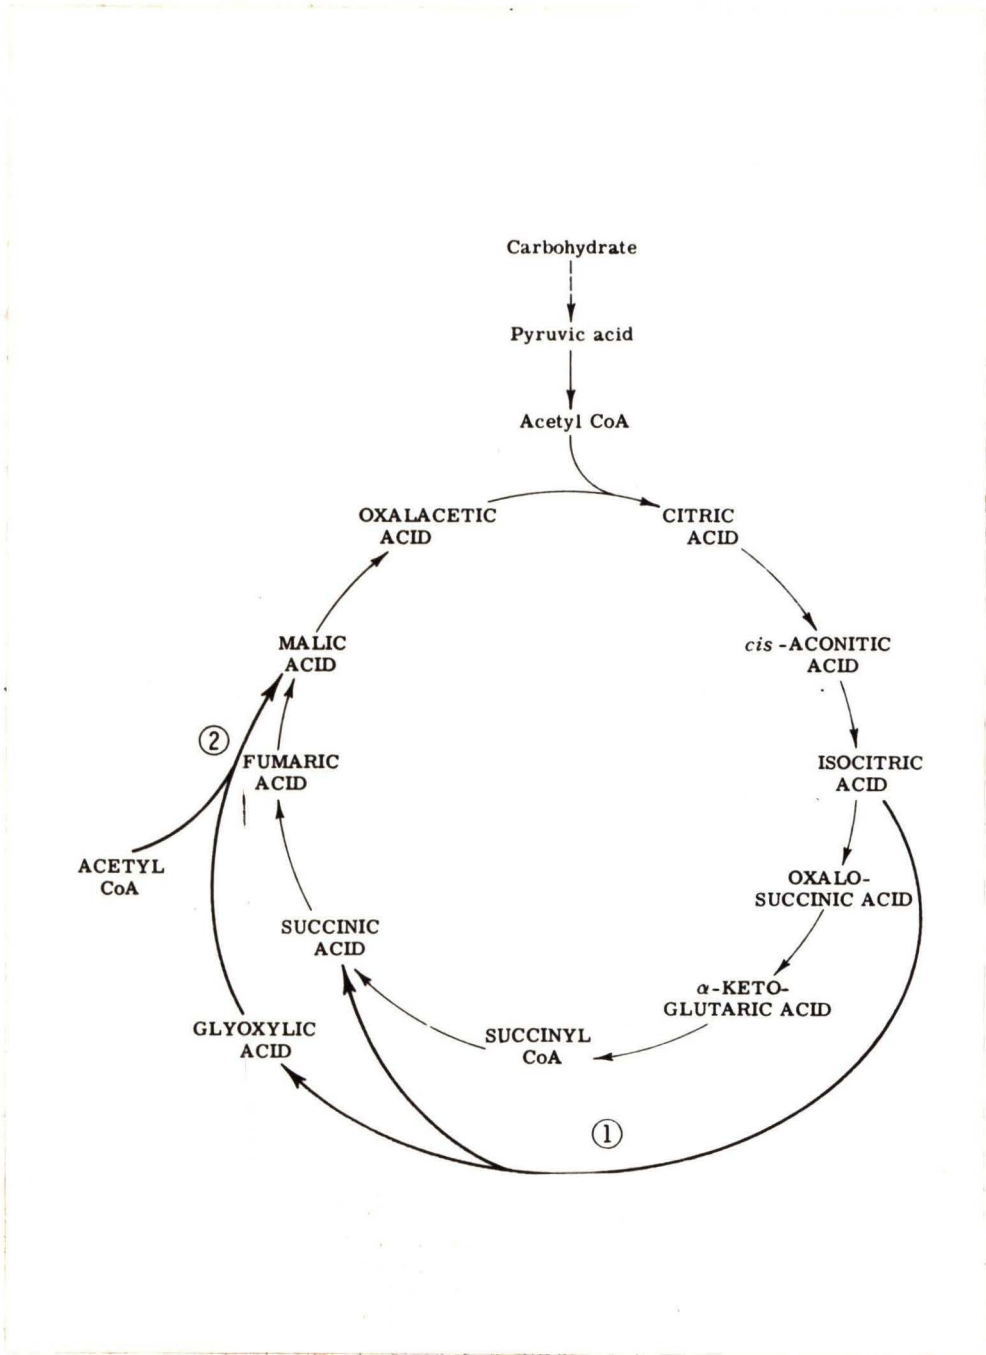 Carbohydrate
Pyruvic acid
Acetyl CoA
OXALACETIC
ACID
CITRIC
ACID
MALIC
ACID
cis-ACONITIC
ACID
②
FUMARIC
ACID
ISOCITRIC
ACID
ACETYL
CoA
OXALO-
SUCCINIC ACID
SUCCINIC
ACID
α-KETO-
GLUTARIC ACID
GLYOXYLIC
ACID
SUCCINYL
CoA
①